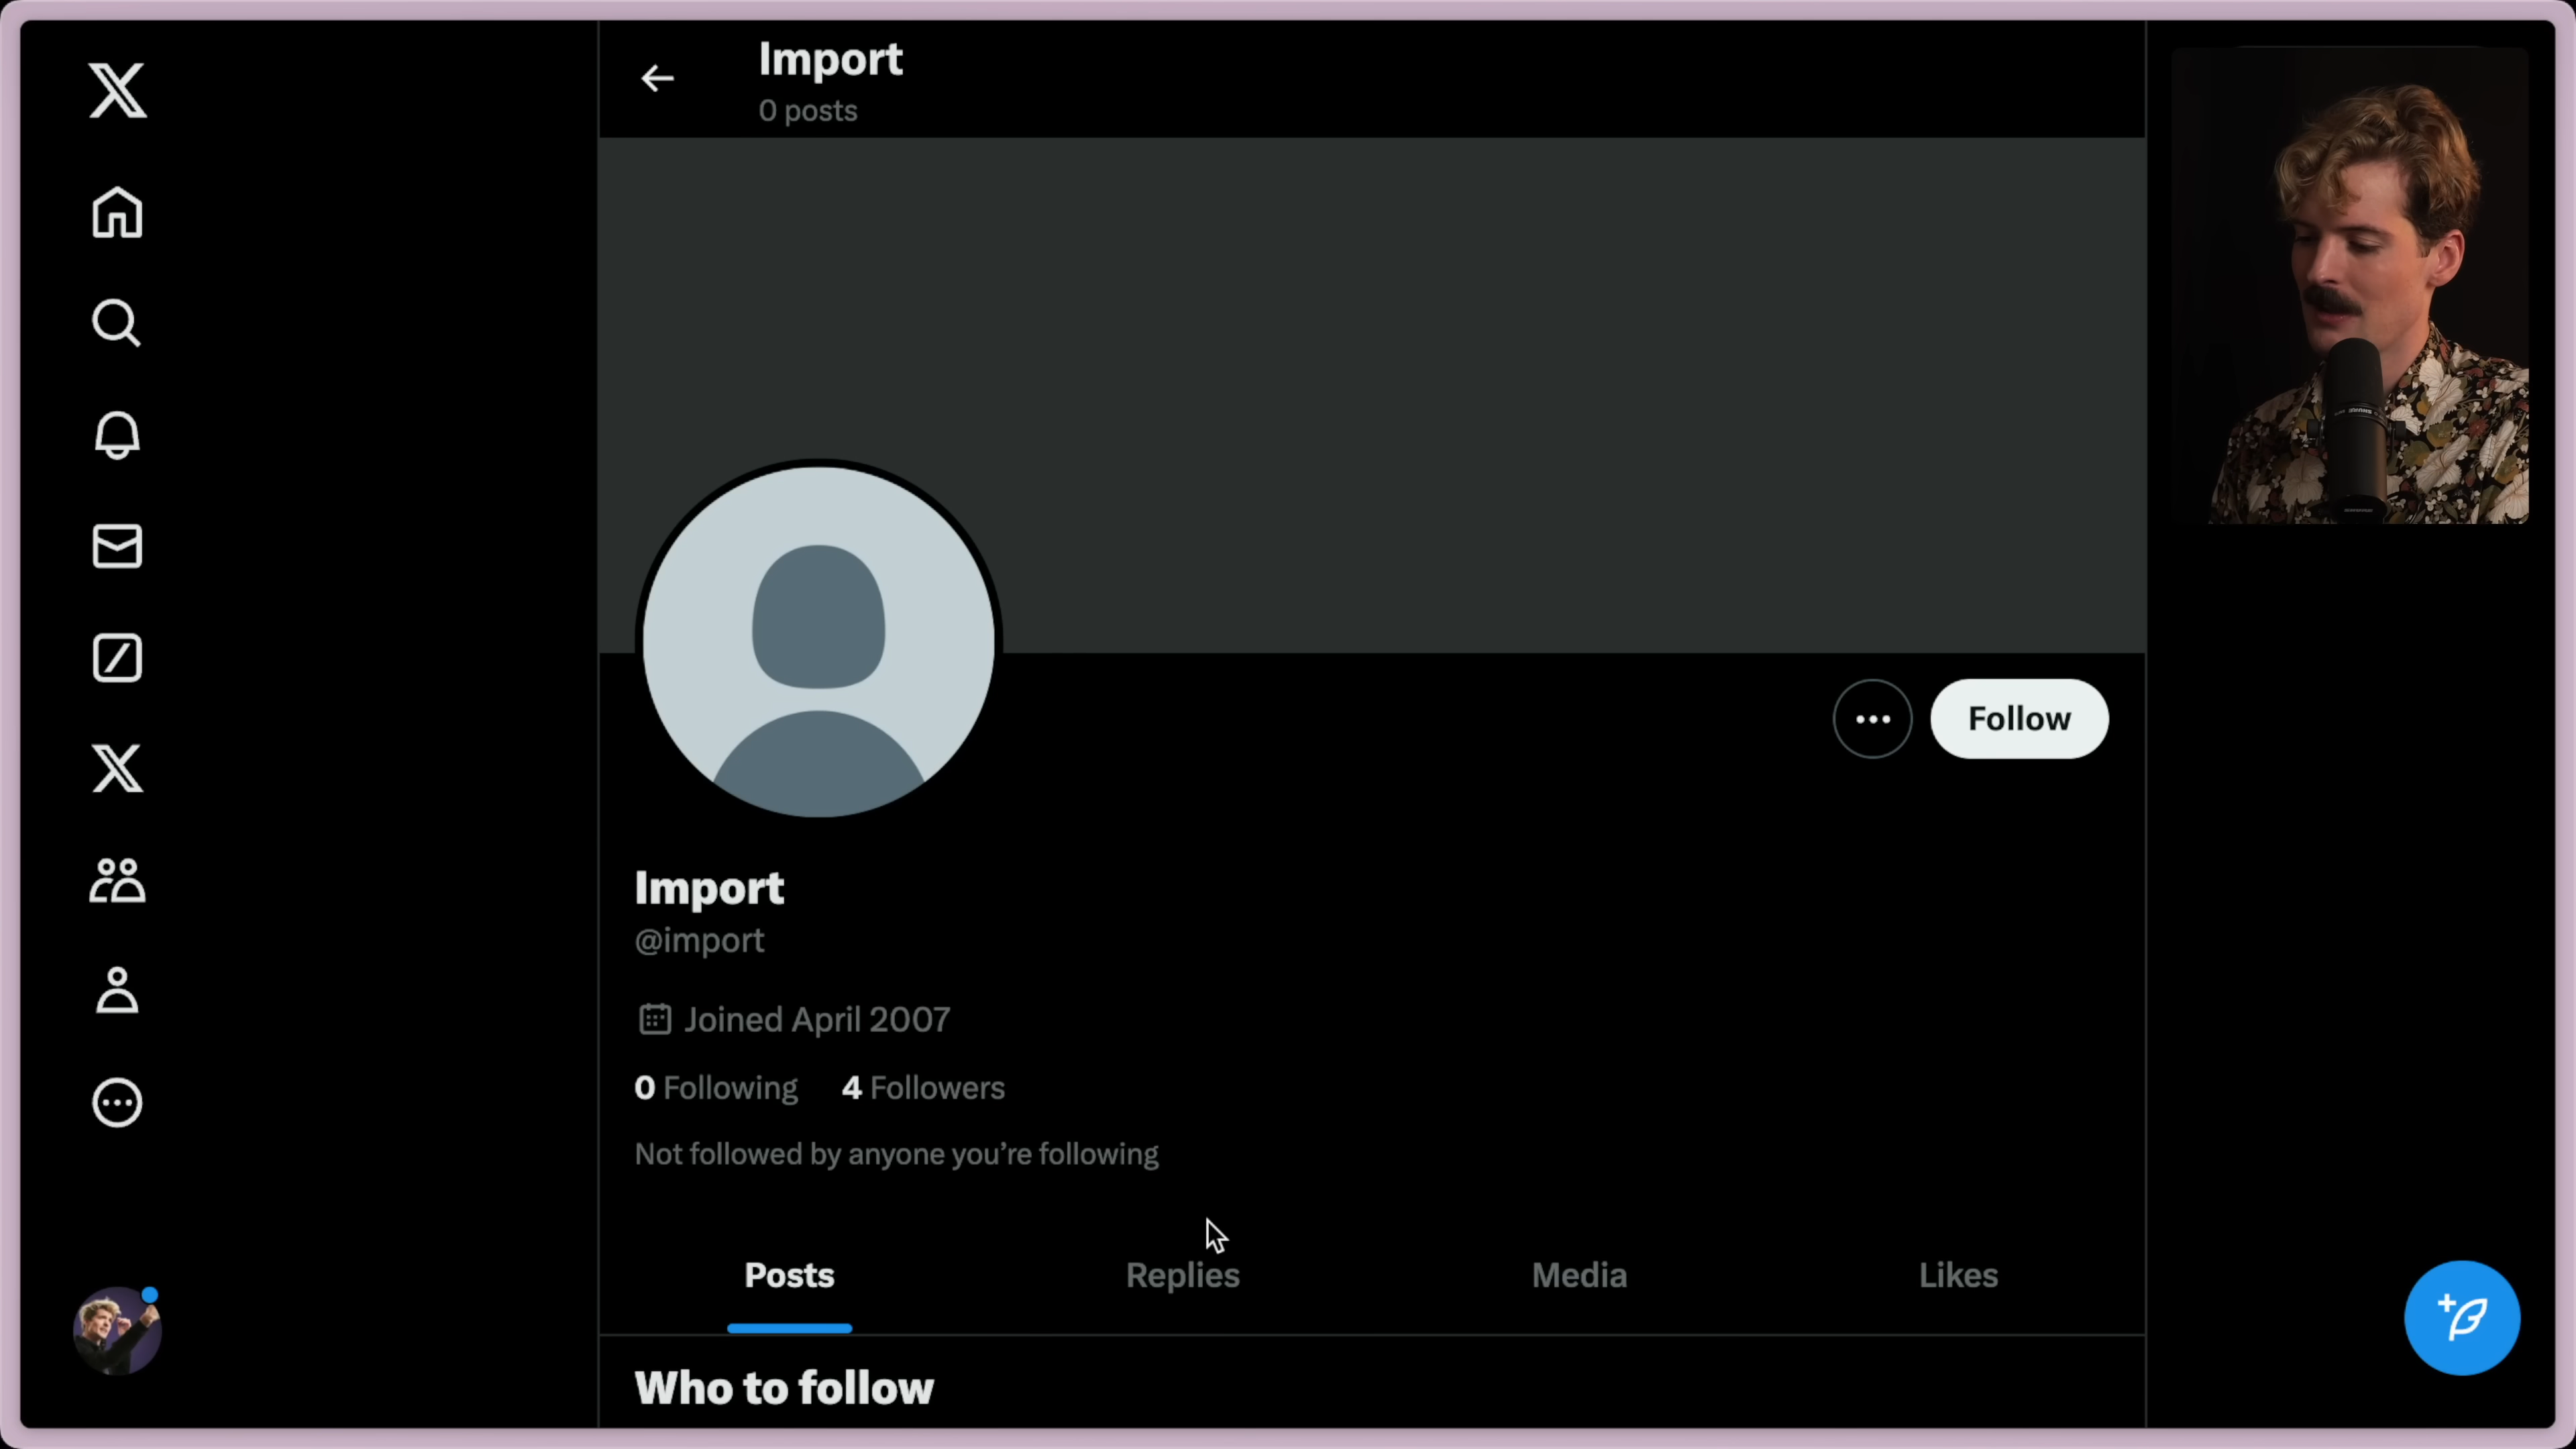 Import
0 posts
Follow
Import
@import
Joined April 2007
0 Following 4 Followers
Not followed by anyone you’re following
Posts Replies Media Likes
Who to follow